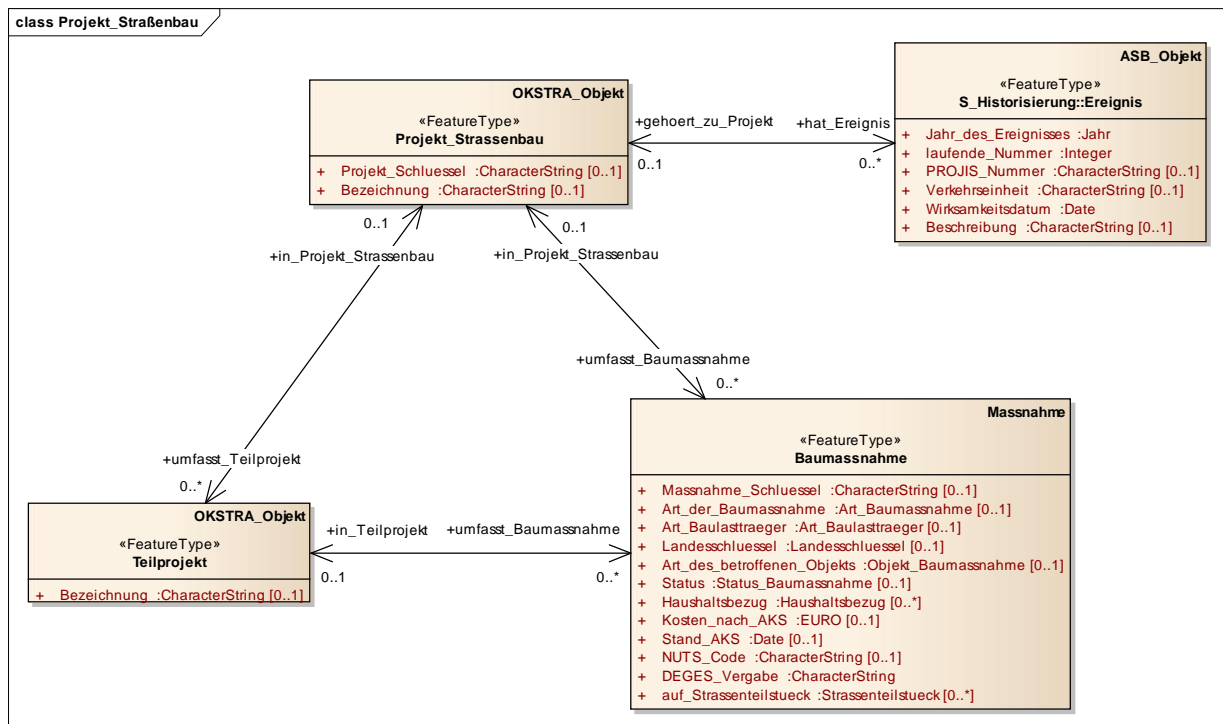 class Projekt_Straßenbau
OKSTRA_Objekt
«FeatureType»
Projekt_Strassenbau
+ Projekt_Schluessel :CharacterString [0..1]
+ Bezeichnung :CharacterString [0..1]
ASB_Objekt
«FeatureType»
S_Historisierung::Ereignis
+ Jahr_des_Ereignisses :Jahr
+ laufende_Nummer :Integer
+ PROJIS_Nummer :CharacterString [0..1]
+ Verkehrseinheit :CharacterString [0..1]
+ Wirksamkeitsdatum :Date
+ Beschreibung :CharacterString [0..1]
+gehoert_zu_Projekt
+hat_Ereignis
0..1
0..*
0..1
+in_Projekt_Strassenbau
0..1
+in_Projekt_Strassenbau
+umfasst_Baumassnahme
0..*
+umfasst_Teilprojekt
0..*
OKSTRA_Objekt
«FeatureType»
Teilprojekt
+ Bezeichnung :CharacterString [0..1]
+in_Teilprojekt
+umfasst_Baumassnahme
0..1
0..*
Massnahme
«FeatureType»
Baumassnahme
+ Massnahme_Schluessel :CharacterString [0..1]
+ Art_der_Baumassnahme :Art_Baumassnahme [0..1]
+ Art_Baulasttraeger :Art_Baulasttraeger [0..1]
+ Landesschluessel :Landesschluessel [0..1]
+ Art_des_betroffenen_Objekts :Objekt_Baumassnahme [0..1]
+ Status :Status_Baumassnahme [0..1]
+ Haushaltsbezug :Haushaltsbezug [0..*]
+ Kosten_nach_AKS :EURO [0..1]
+ Stand_AKS :Date [0..1]
+ NUTS_Code :CharacterString [0..1]
+ DEGES_Vergabe :CharacterString
+ auf_Strassenteilstueck :Strassenteilstueck [0..*]